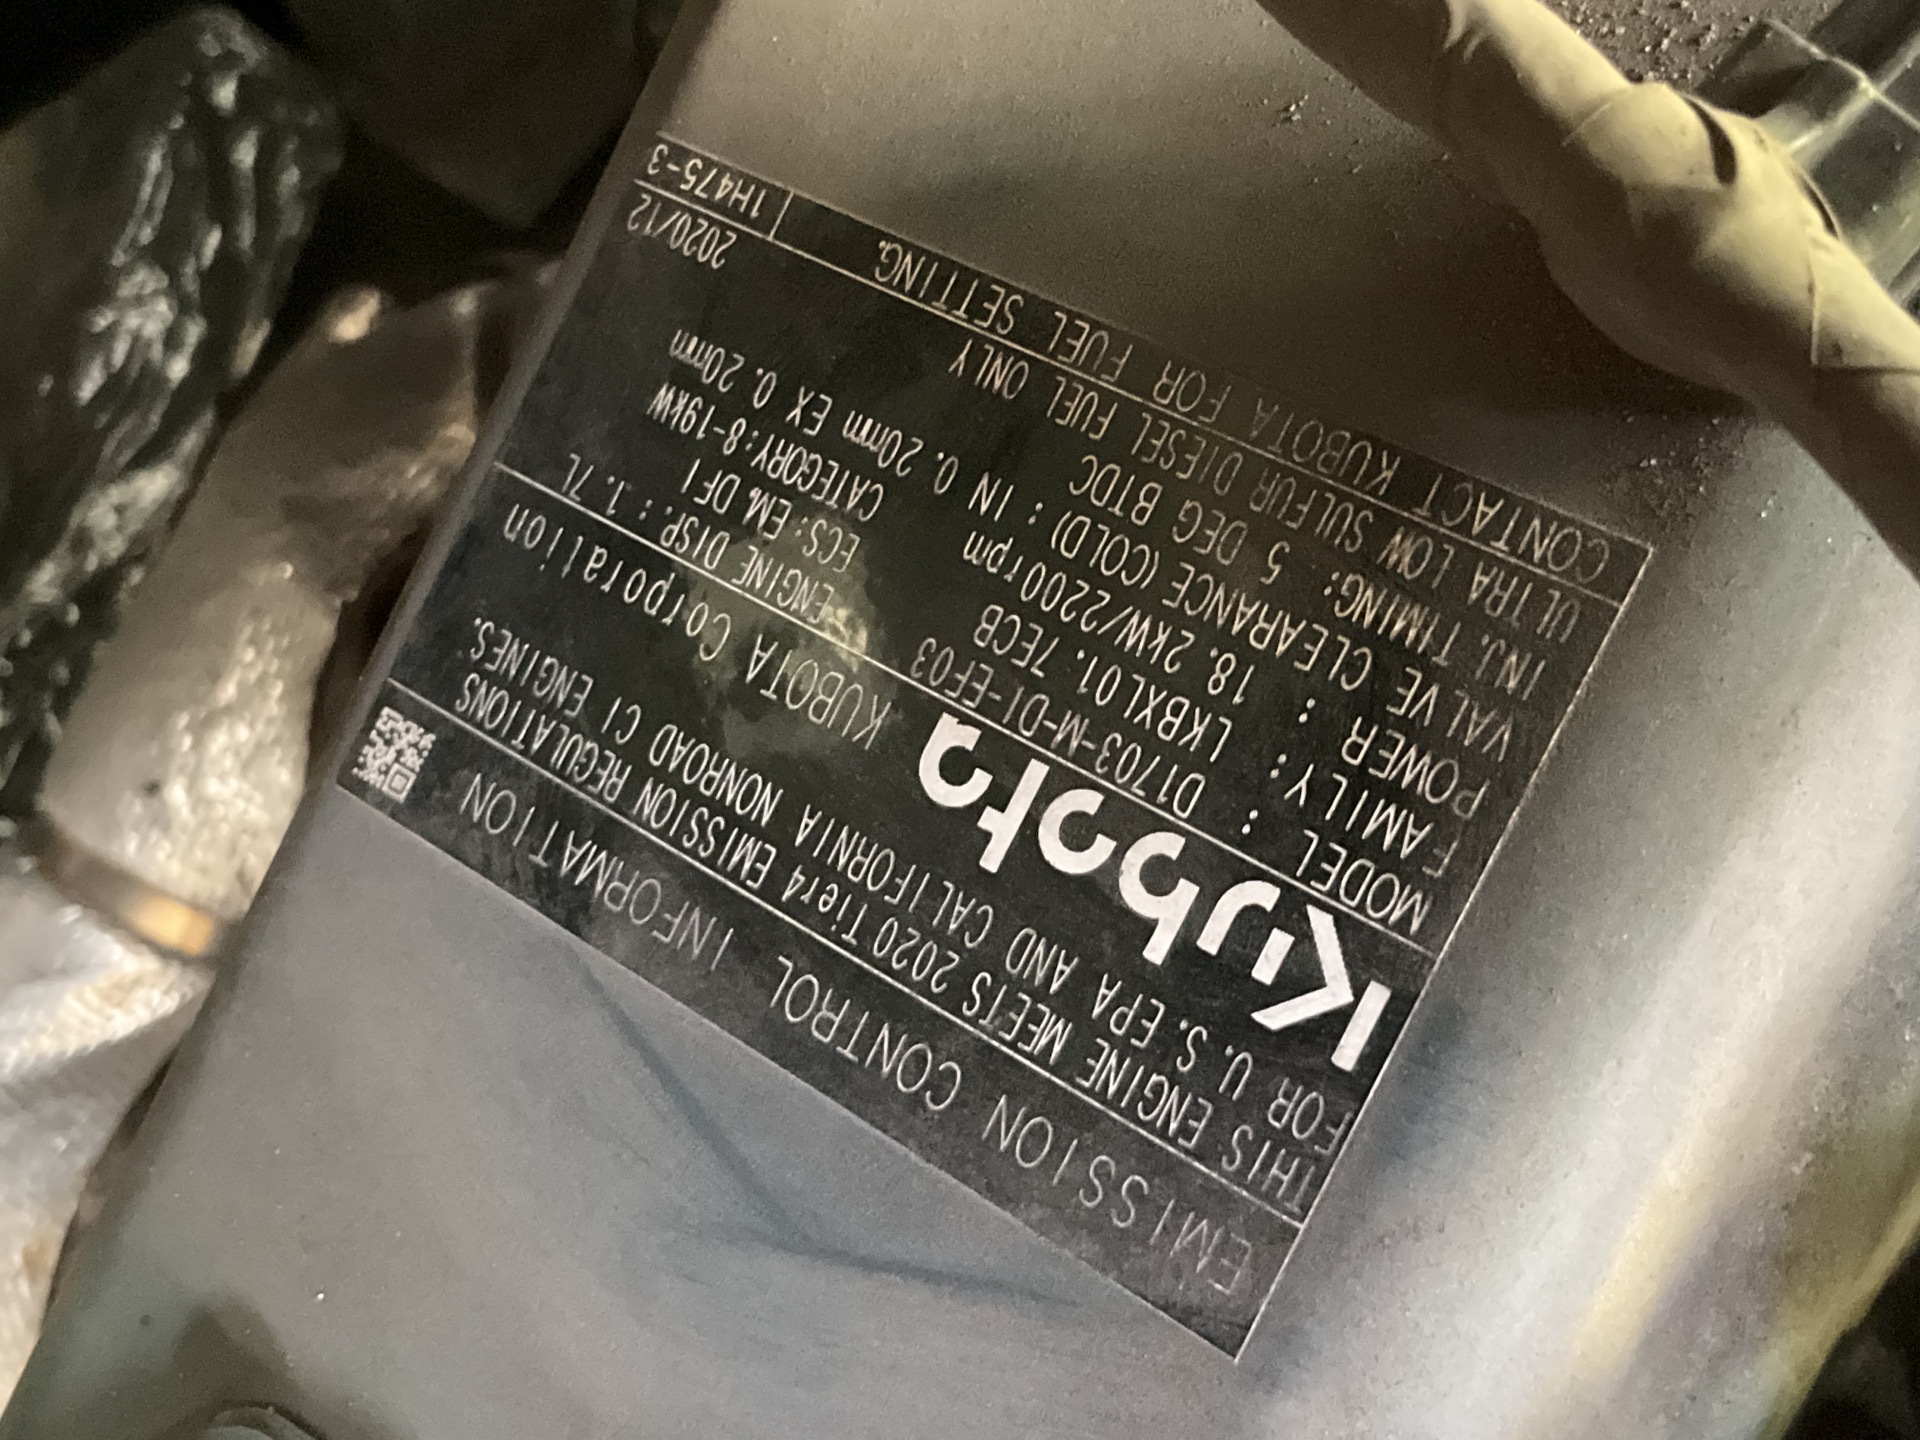 EMISSION CONTROL INFORMATION
THIS ENGINE MEETS 2020 Tier4 EMISSION REGULATIONS
FOR U.S. EPA AND CALIFORNIA NONROAD CI ENGINES.
Kubota KUBOTA Corporation
MODEL : D1703-M-DI-EF03 ENGINE DISP.: 1.7L
FAMILY: LKBXL01.7ECB ECS: EM, DFI
POWER : 18.2kW/2200rpm CATEGORY:8-19kW
VALVE CLEARANCE (COLD) : IN 0.20mm EX 0.20mm
INJ. TIMING: 5 DEG BTDC
ULTRA LOW SULFUR DIESEL FUEL ONLY 2020/12
CONTACT KUBOTA FOR FUEL SETTING. 1H475-3